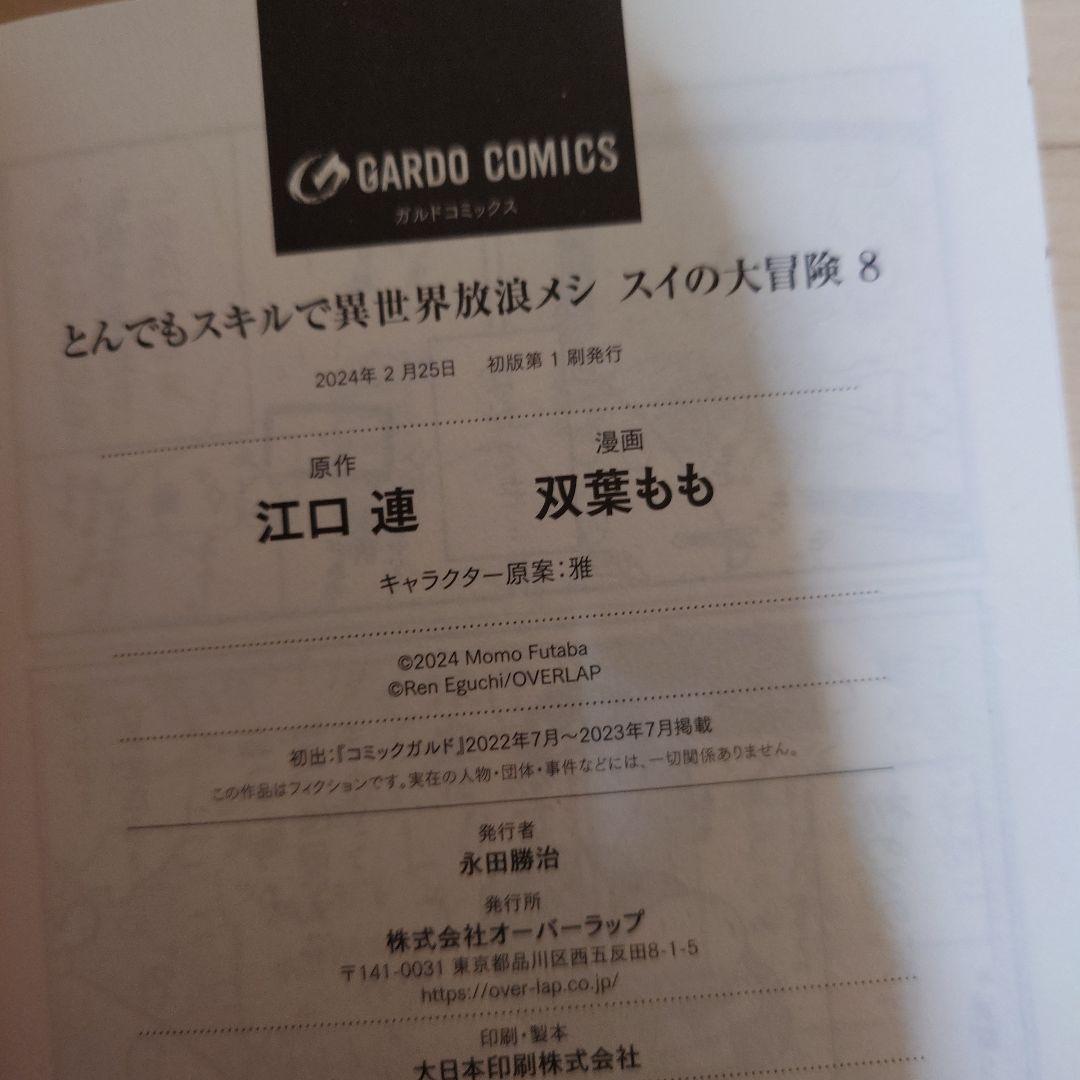 GARDO COMICS
ガルドコミックス
とんでもスキルで異世界放浪メシ スイの大冒険 8
2024年2月25日 初版第1刷発行
原作
江口 連
漫画
双葉もも
キャラクター原案：雅
©2024 Momo Futaba
©Ren Eguchi/OVERLAP
初出：『コミックガルド』2022年7月～2023年7月掲載
この作品はフィクションです。実在の人物・団体・事件などには、一切関係ありません。
発行者
永田勝治
発行所
株式会社オーバーラップ
〒141-0031 東京都品川区西五反田8-1-5
https://over-lap.co.jp/
印刷・製本
大日本印刷株式会社